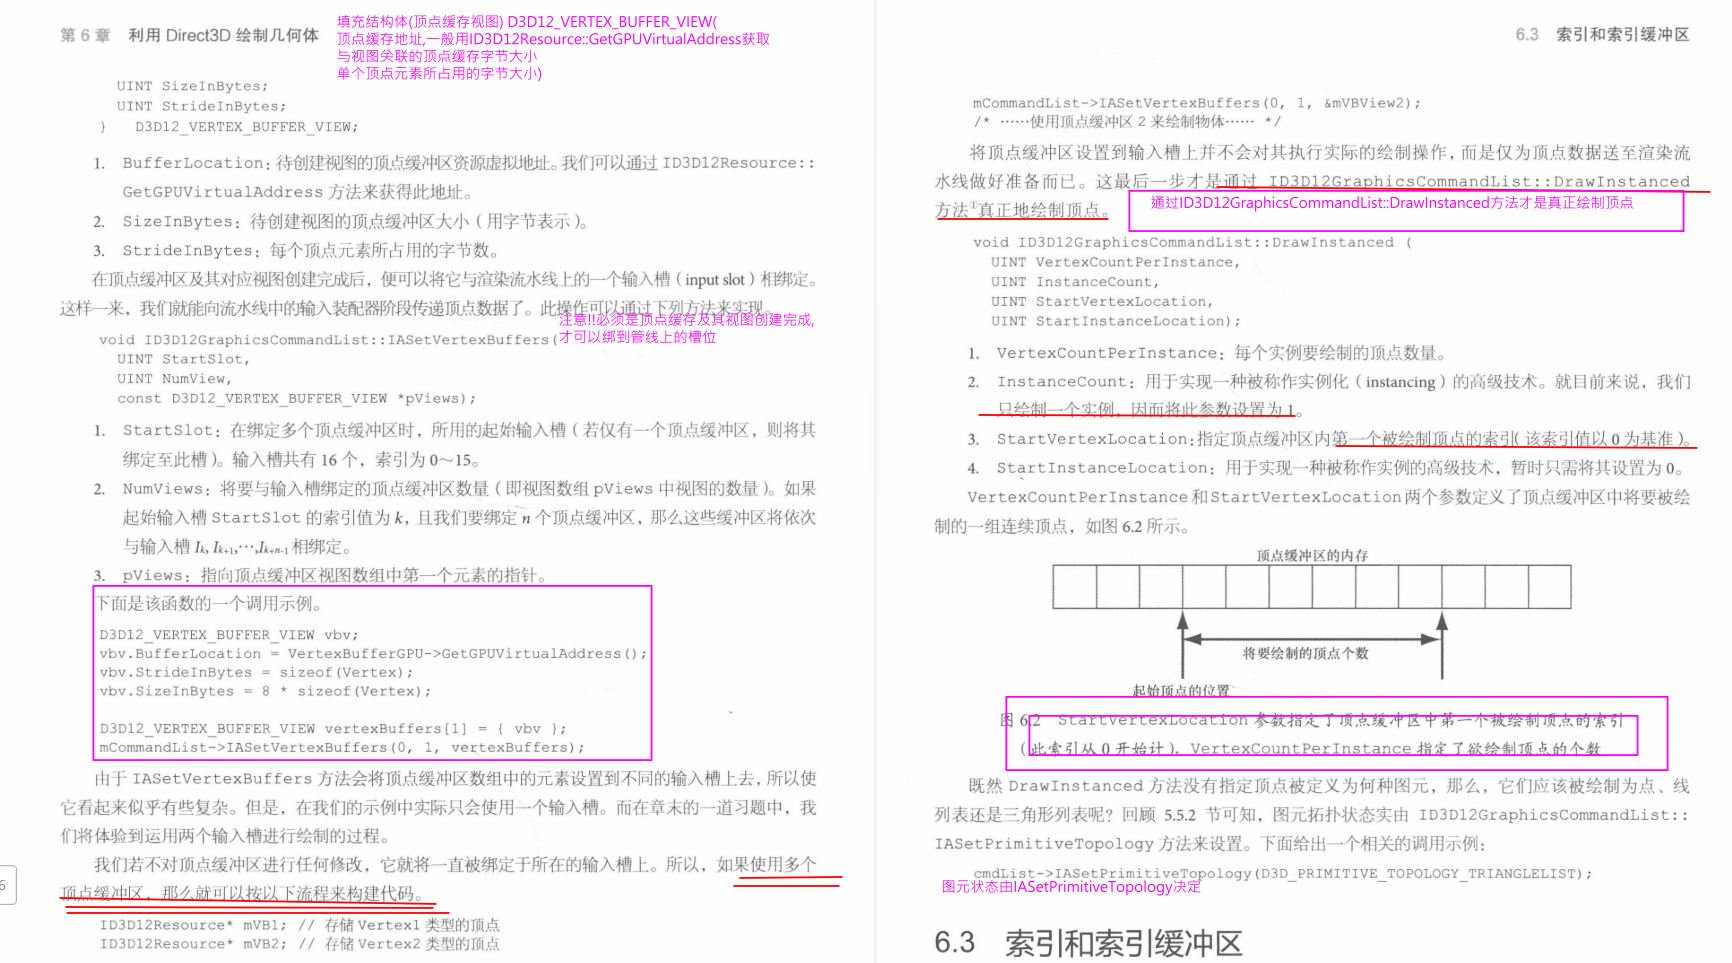 第 6 章 利用 Direct3D 绘制几何体
填充结构体(顶点缓存视图) D3D12_VERTEX_BUFFER_VIEW(
顶点缓存地址,一般用ID3D12Resource::GetGPUVirtualAddress获取
与视图关联的顶点缓存字节大小
单个顶点元素所占用的字节大小)
UINT SizeInBytes;
UINT StrideInBytes;
} D3D12_VERTEX_BUFFER_VIEW;
1. BufferLocation: 待创建视图的顶点缓冲区资源虚拟地址。我们可以通过 ID3D12Resource::
GetGPUVirtualAddress 方法来获得此地址。
2. SizeInBytes: 待创建视图的顶点缓冲区大小（用字节表示）。
3. StrideInBytes: 每个顶点元素所占用的字节数。
在顶点缓冲区及其对应视图创建完成后，便可以将它与渲染流水线上的一个输入槽（input slot）相绑定。
这样一来，我们就能向流水线中的输入装配器阶段传递顶点数据了。此操作可以通过下列方法来实现。
注意!!必须是顶点缓存及其视图创建完成,
才可以绑到管线上的槽位
void ID3D12GraphicsCommandList::IASetVertexBuffers(
UINT StartSlot,
UINT NumView,
const D3D12_VERTEX_BUFFER_VIEW *pViews);
1. StartSlot: 在绑定多个顶点缓冲区时，所用的起始输入槽（若仅有一个顶点缓冲区，则将其
绑定至此槽）。输入槽共有 16 个，索引为 0～15。
2. NumViews: 将要与输入槽绑定的顶点缓冲区数量（即视图数组 pViews 中视图的数量）。如果
起始输入槽 StartSlot 的索引值为 k，且我们要绑定 n 个顶点缓冲区，那么这些缓冲区将依次
与输入槽 Ik, Ik+1,…,Ik+n-1 相绑定。
3. pViews: 指向顶点缓冲区视图数组中第一个元素的指针。
下面是该函数的一个调用示例。
D3D12_VERTEX_BUFFER_VIEW vbv;
vbv.BufferLocation = VertexBufferGPU->GetGPUVirtualAddress();
vbv.StrideInBytes = sizeof(Vertex);
vbv.SizeInBytes = 8 * sizeof(Vertex);
D3D12_VERTEX_BUFFER_VIEW vertexBuffers[1] = { vbv };
mCommandList->IASetVertexBuffers(0, 1, vertexBuffers);
由于 IASetVertexBuffers 方法会将顶点缓冲区数组中的元素设置到不同的输入槽上去，所以使
它看起来似乎有些复杂。但是，在我们的示例中实际只会使用一个输入槽。而在章末的一道习题中，我
们将体验到运用两个输入槽进行绘制的过程。
我们若不对顶点缓冲区进行任何修改，它就将一直被绑定于所在的输入槽上。所以，如果使用多个
顶点缓冲区，那么就可以按以下流程来构建代码。
ID3D12Resource* mVB1; // 存储 Vertex1 类型的顶点
ID3D12Resource* mVB2; // 存储 Vertex2 类型的顶点
6
6.3 索引和索引缓冲区
mCommandList->IASetVertexBuffers(0, 1, &mVBView2);
/* ……使用顶点缓冲区 2 来绘制物体…… */
将顶点缓冲区设置到输入槽上并不会对其执行实际的绘制操作，而是仅为顶点数据送至渲染流
水线做好准备而已。这最后一步才是通过 ID3D12GraphicsCommandList::DrawInstanced
方法①真正地绘制顶点。
通过ID3D12GraphicsCommandList::DrawInstanced方法才是真正绘制顶点
void ID3D12GraphicsCommandList::DrawInstanced (
UINT VertexCountPerInstance,
UINT InstanceCount,
UINT StartVertexLocation,
UINT StartInstanceLocation);
1. VertexCountPerInstance: 每个实例要绘制的顶点数量。
2. InstanceCount: 用于实现一种被称作实例化（instancing）的高级技术。就目前来说，我们
只绘制一个实例，因而将此参数设置为 1。
3. StartVertexLocation: 指定顶点缓冲区内第一个被绘制顶点的索引（该索引值以 0 为基准）。
4. StartInstanceLocation: 用于实现一种被称作实例的高级技术，暂时只需将其设置为 0。
VertexCountPerInstance 和 StartVertexLocation 两个参数定义了顶点缓冲区中将要被绘
制的一组连续顶点，如图 6.2 所示。
顶点缓冲区的内存
将要绘制的顶点个数
起始顶点的位置
图 6.2 StartVertexLocation 参数指定了顶点缓冲区中第一个被绘制顶点的索引
（此索引从 0 开始计），VertexCountPerInstance 指定了欲绘制顶点的个数
既然 DrawInstanced 方法没有指定顶点被定义为何种图元，那么，它们应该被绘制为点、线
列表还是三角形列表呢？回顾 5.5.2 节可知，图元拓扑状态实由 ID3D12GraphicsCommandList::
IASetPrimitiveTopology 方法来设置。下面给出一个相关的调用示例：
cmdList->IASetPrimitiveTopology(D3D_PRIMITIVE_TOPOLOGY_TRIANGLELIST);
图元状态由IASetPrimitiveTopology决定
6.3 索引和索引缓冲区